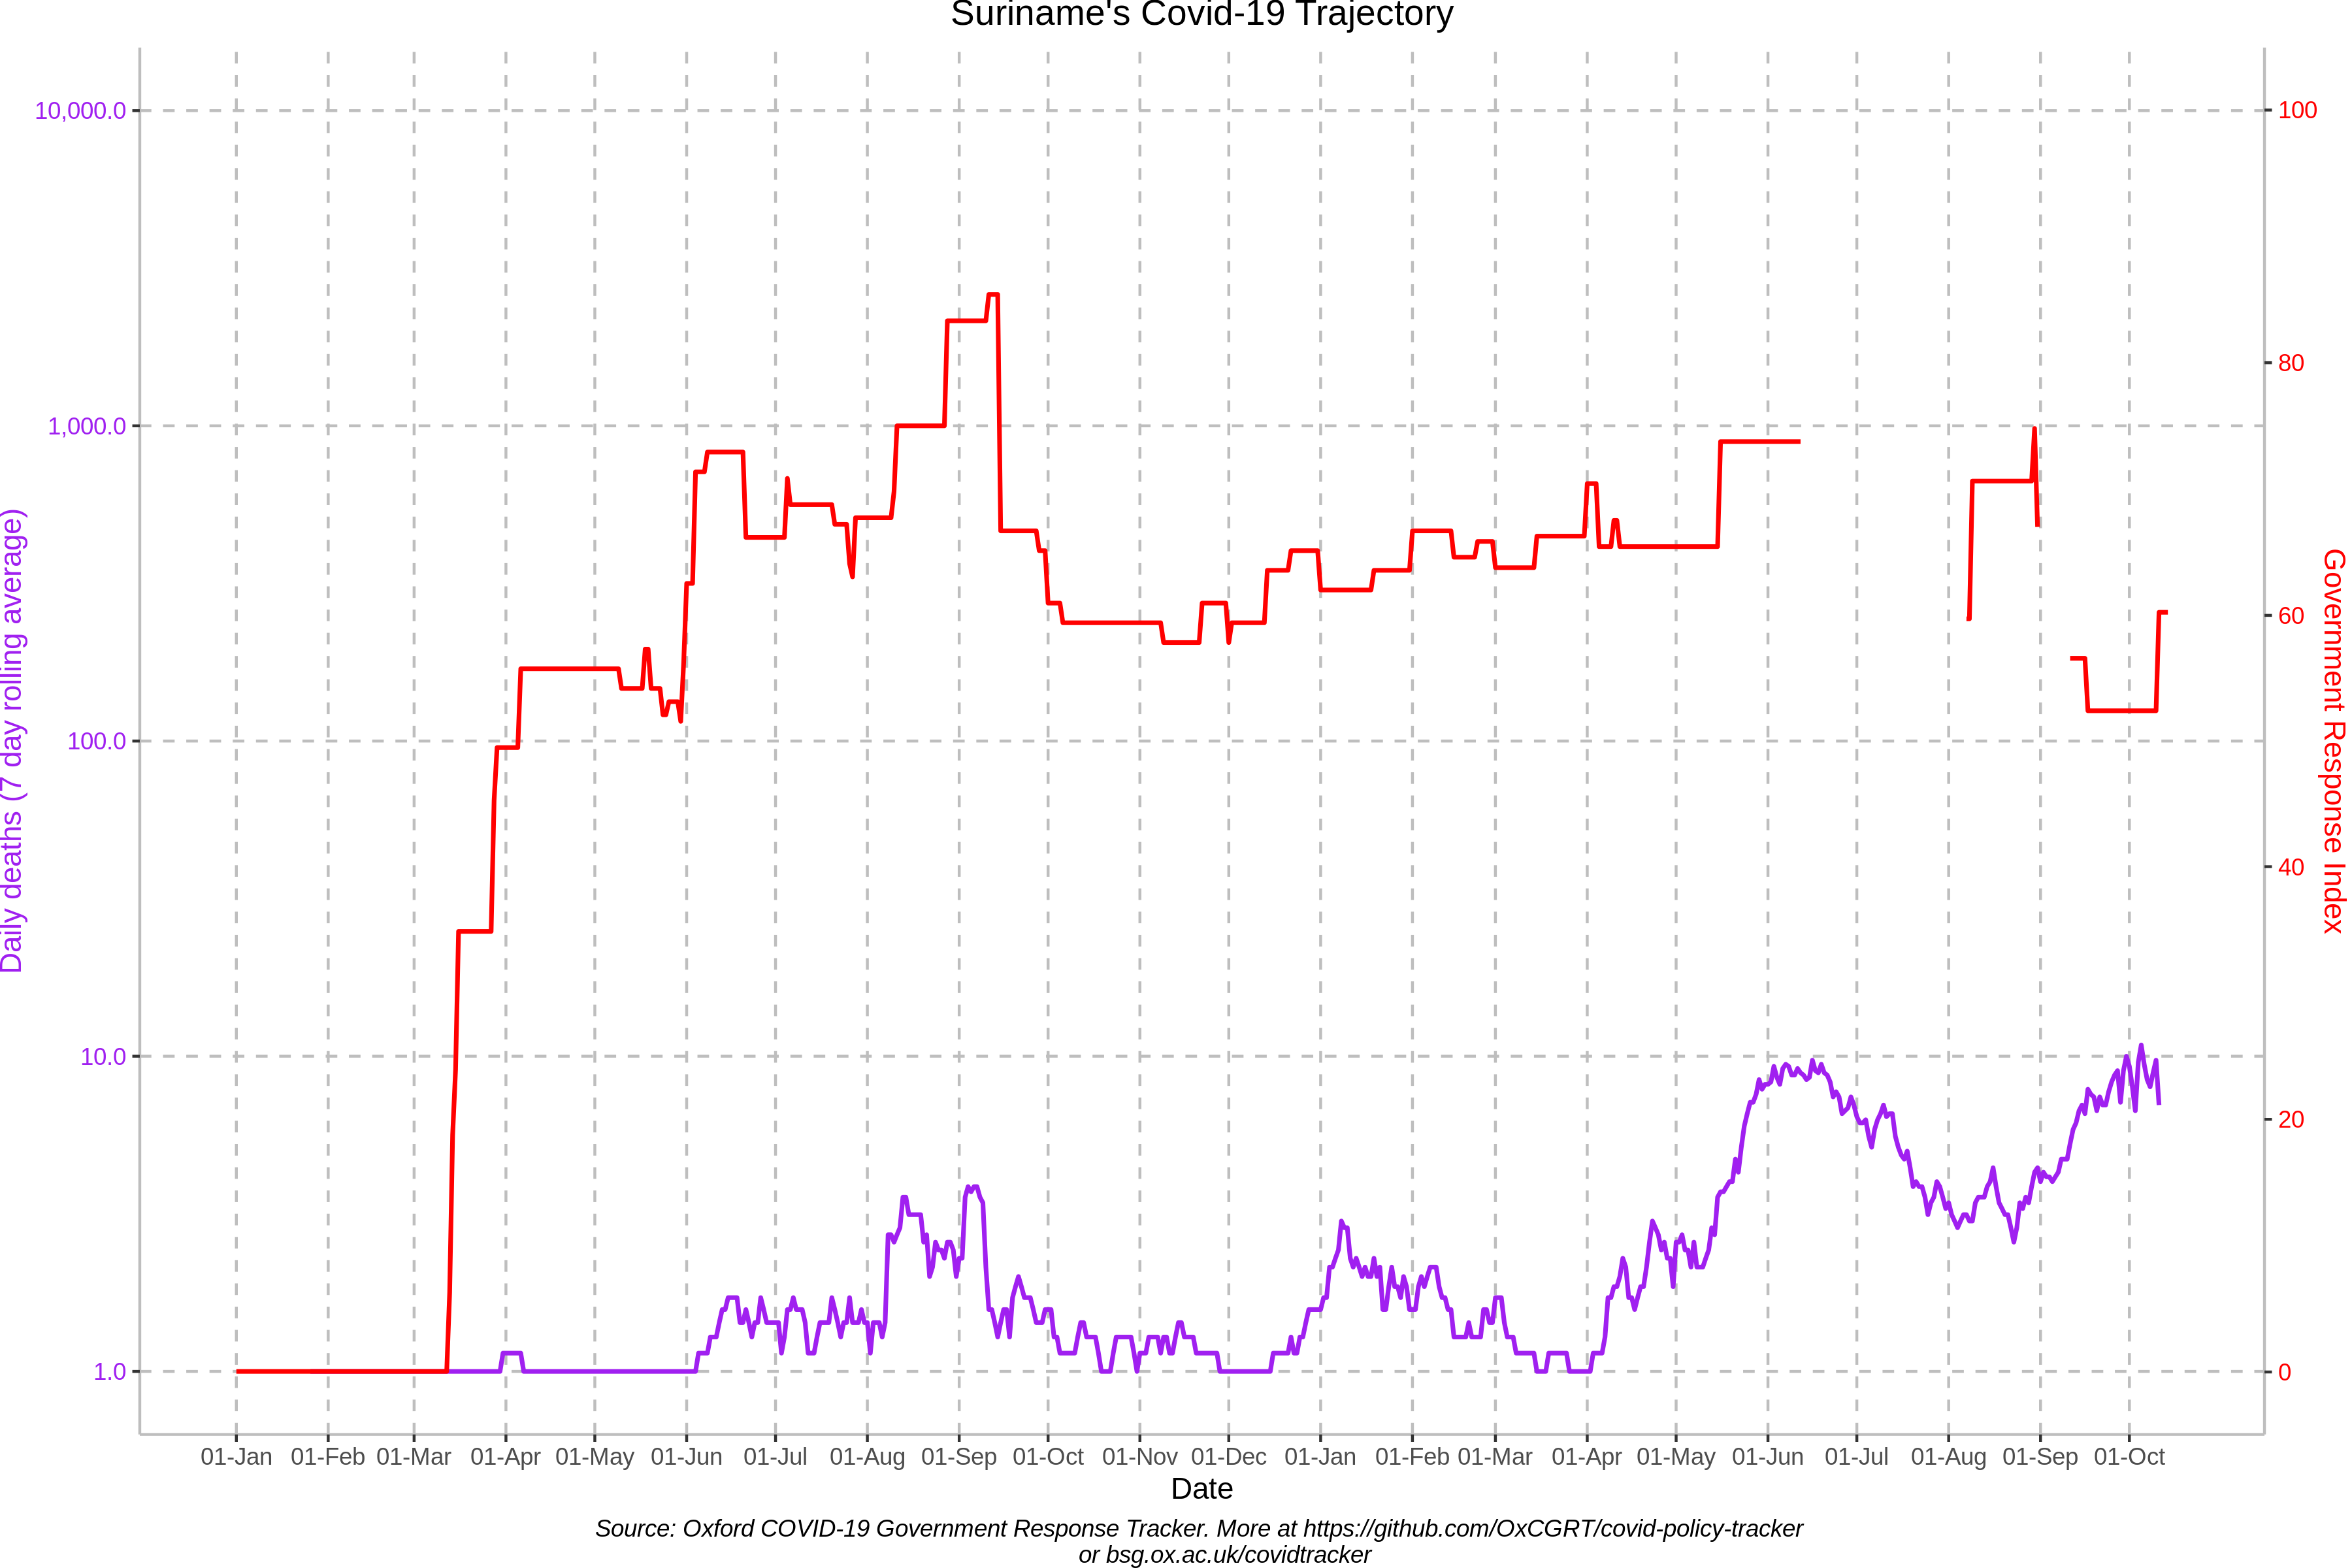 Suriname's Covid-19 Trajectory
10,000.0
1,000.0
100.0
10.0
1.0
Daily deaths (7 day rolling average)
100
80
60
40
20
0
Government Response Index
01-Jan 01-Feb 01-Mar 01-Apr 01-May 01-Jun 01-Jul 01-Aug 01-Sep 01-Oct 01-Nov 01-Dec 01-Jan 01-Feb 01-Mar 01-Apr 01-May 01-Jun 01-Jul 01-Aug 01-Sep 01-Oct
Date
Source: Oxford COVID-19 Government Response Tracker. More at https://github.com/OxCGRT/covid-policy-tracker
or bsg.ox.ac.uk/covidtracker